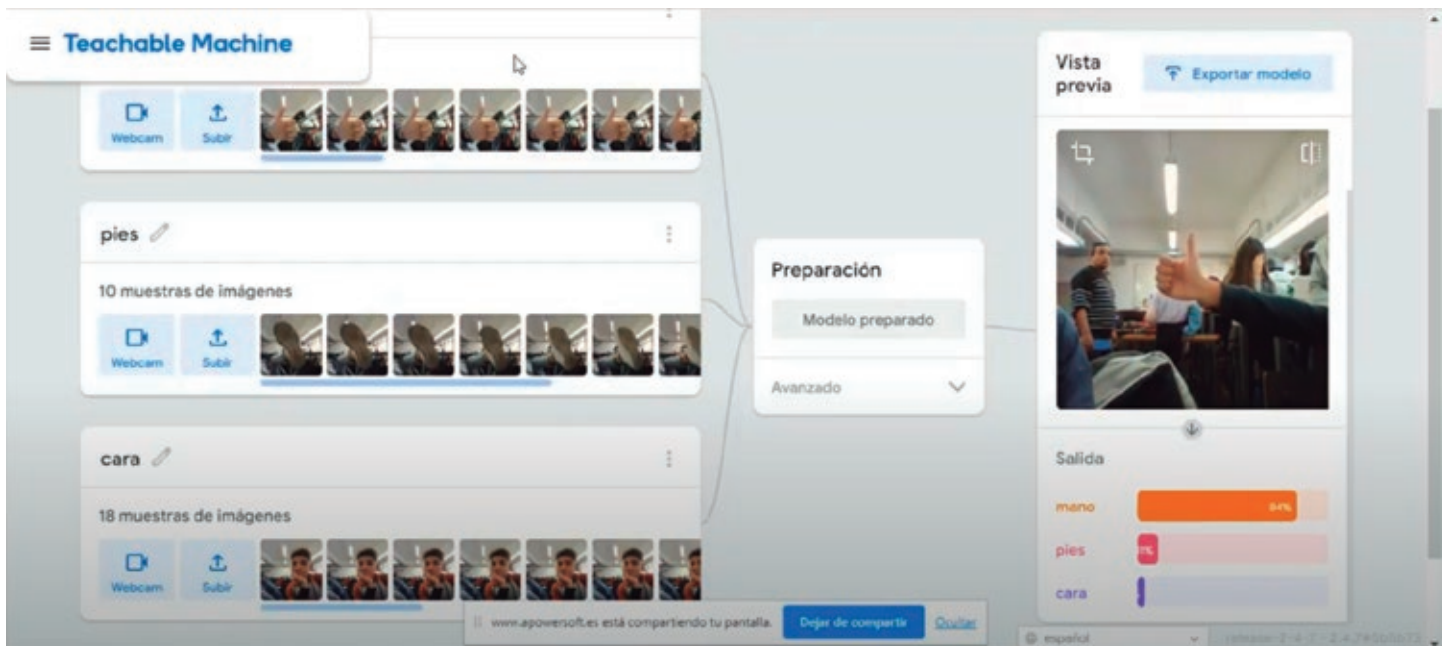 Teachable Machine
Webcam
Subir
pies
10 muestras de imágenes
Webcam
Subir
cara
18 muestras de imágenes
Webcam
Subir
Preparación
Modelo preparado
Avanzado
Vista
previa
Exportar modelo
Salida
mano
84%
pies
11%
cara
www.apowersoft.es está compartiendo tu pantalla.
Dejar de compartir
Ocultar
español